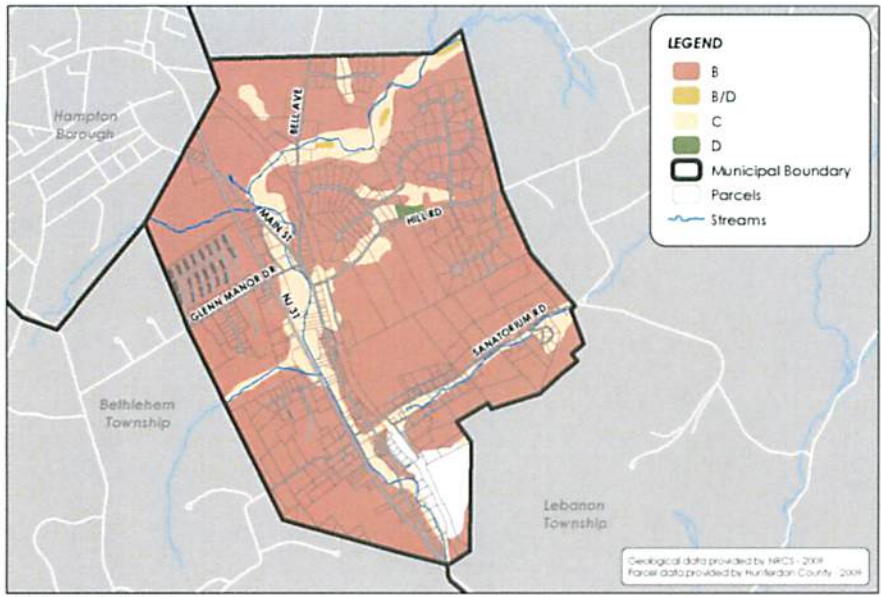 LEGEND
B
B/D
C
D
Municipal Boundary
Parcels
Streams
Hampton
Borough
BELL AVE
MAIN ST
HILL RD
GLENN MANOR DR
NJ 31
SANATORIUM RD
Bethlehem
Township
Lebanon
Township
Geological data provided by NRCS - 2009
Parcel data provided by Hunterdon County - 2009